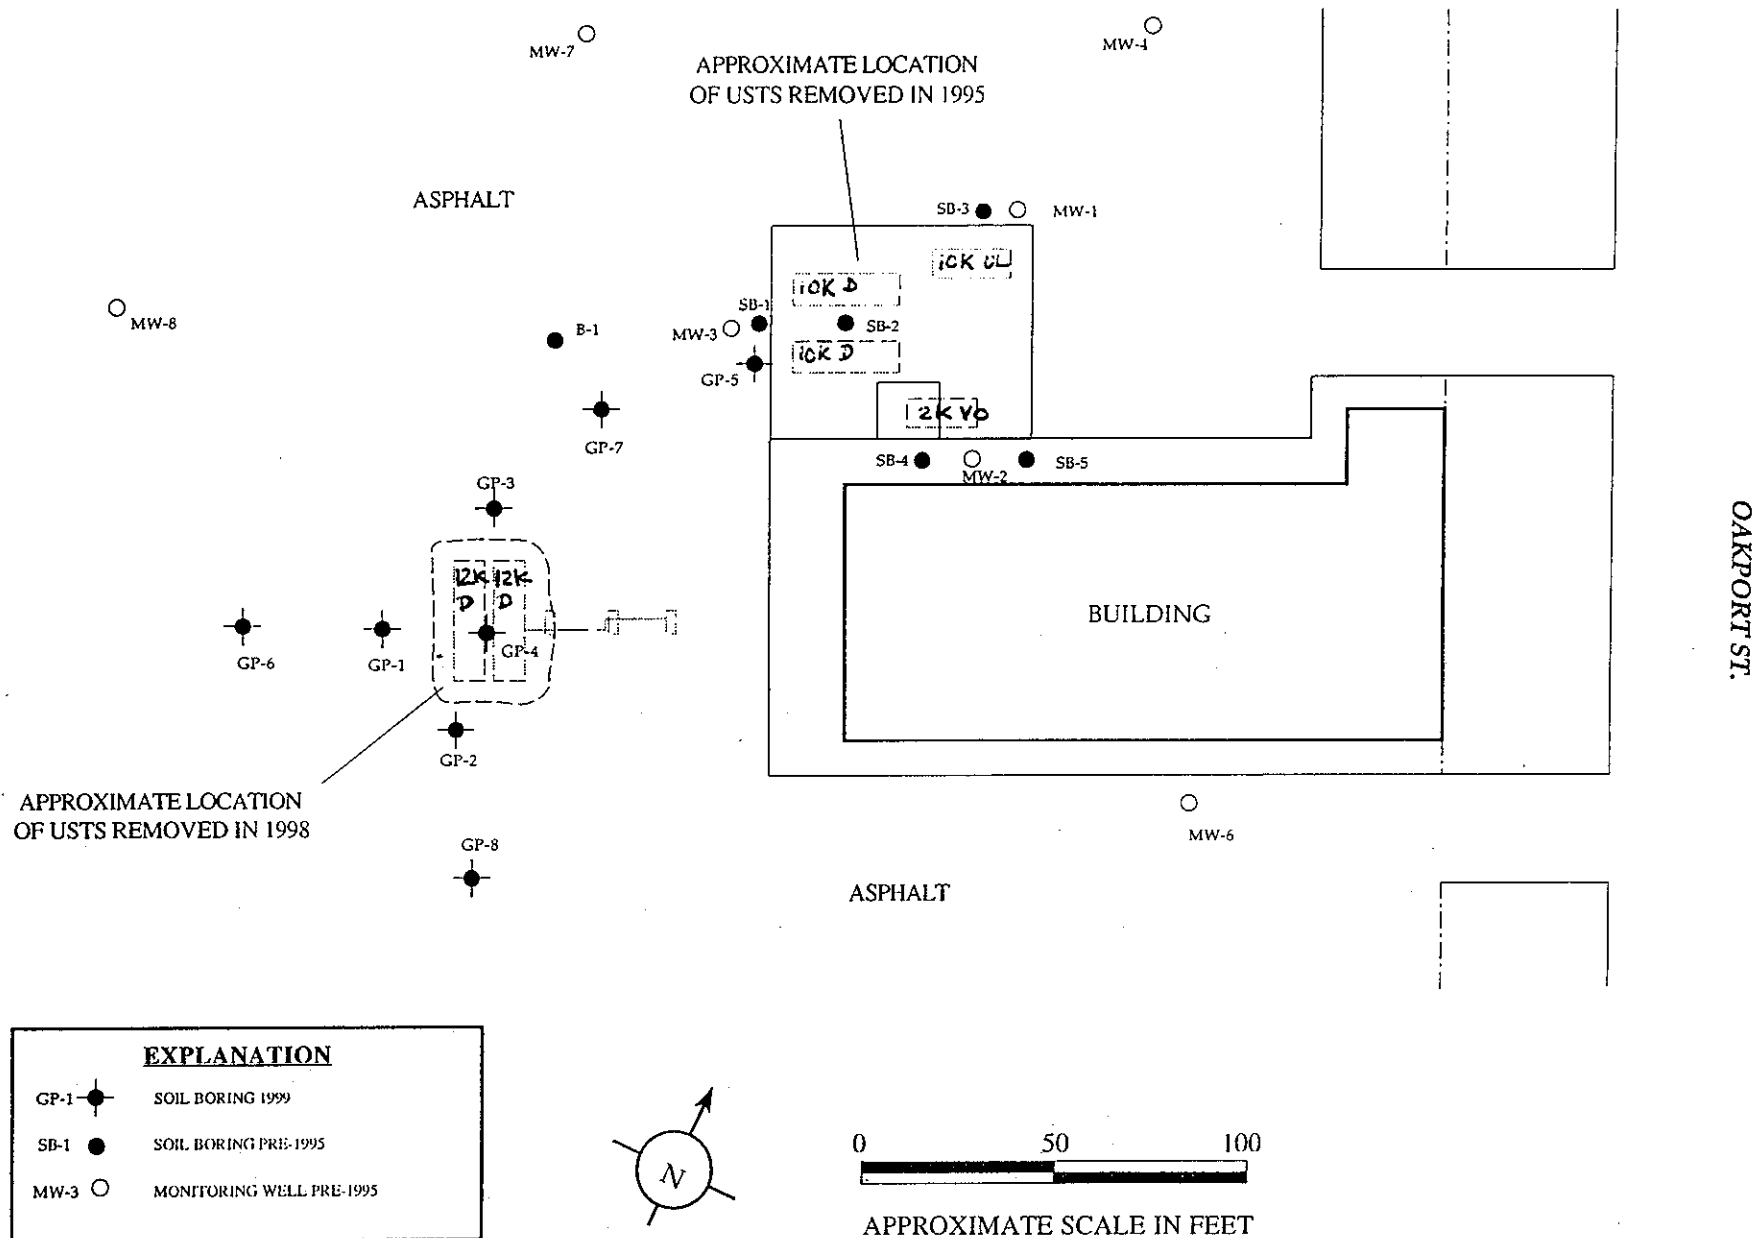 MW-7
MW-4
APPROXIMATE LOCATION
OF USTS REMOVED IN 1995
ASPHALT
SB-3
MW-1
10K UL
10K D
MW-8
SB-1
B-1
MW-3
SB-2
10K D
GP-5
2K VO
GP-7
SB-4
MW-2
SB-5
GP-3
OAKPORT ST.
12K
D
12K
D
BUILDING
GP-6
GP-1
GP-4
GP-2
APPROXIMATE LOCATION
OF USTS REMOVED IN 1998
MW-6
GP-8
ASPHALT
EXPLANATION
GP-1 SOIL BORING 1999
SB-1 SOIL BORING PRE-1995
MW-3 MONITORING WELL PRE-1995
N
0 50 100
APPROXIMATE SCALE IN FEET